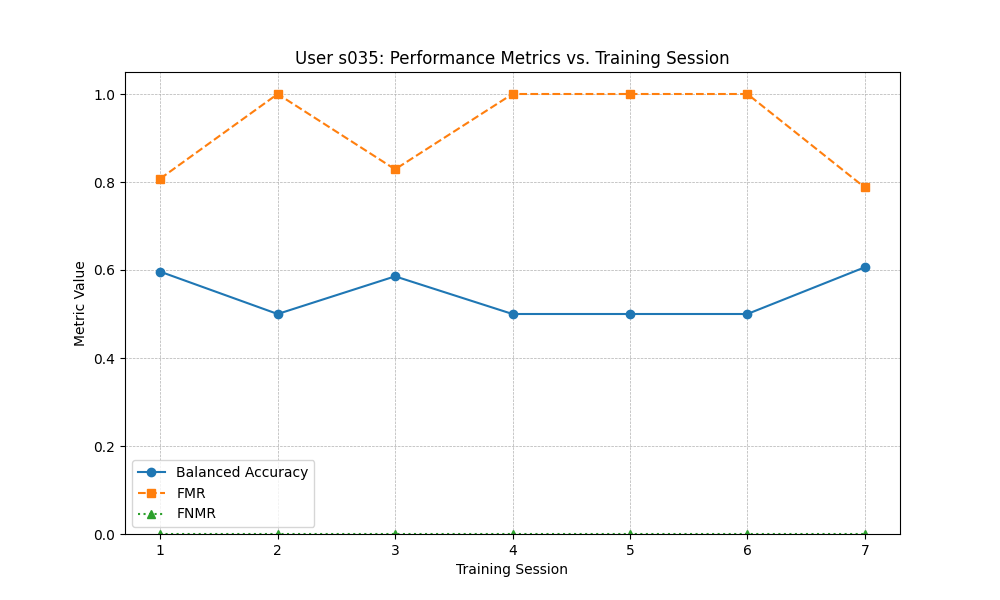 User s035: Performance Metrics vs. Training Session
1.0
0.8
0.6
0.4
0.2
0.0
Metric Value
Balanced Accuracy
FMR
FNMR
1 2 3 4 5 6 7
Training Session